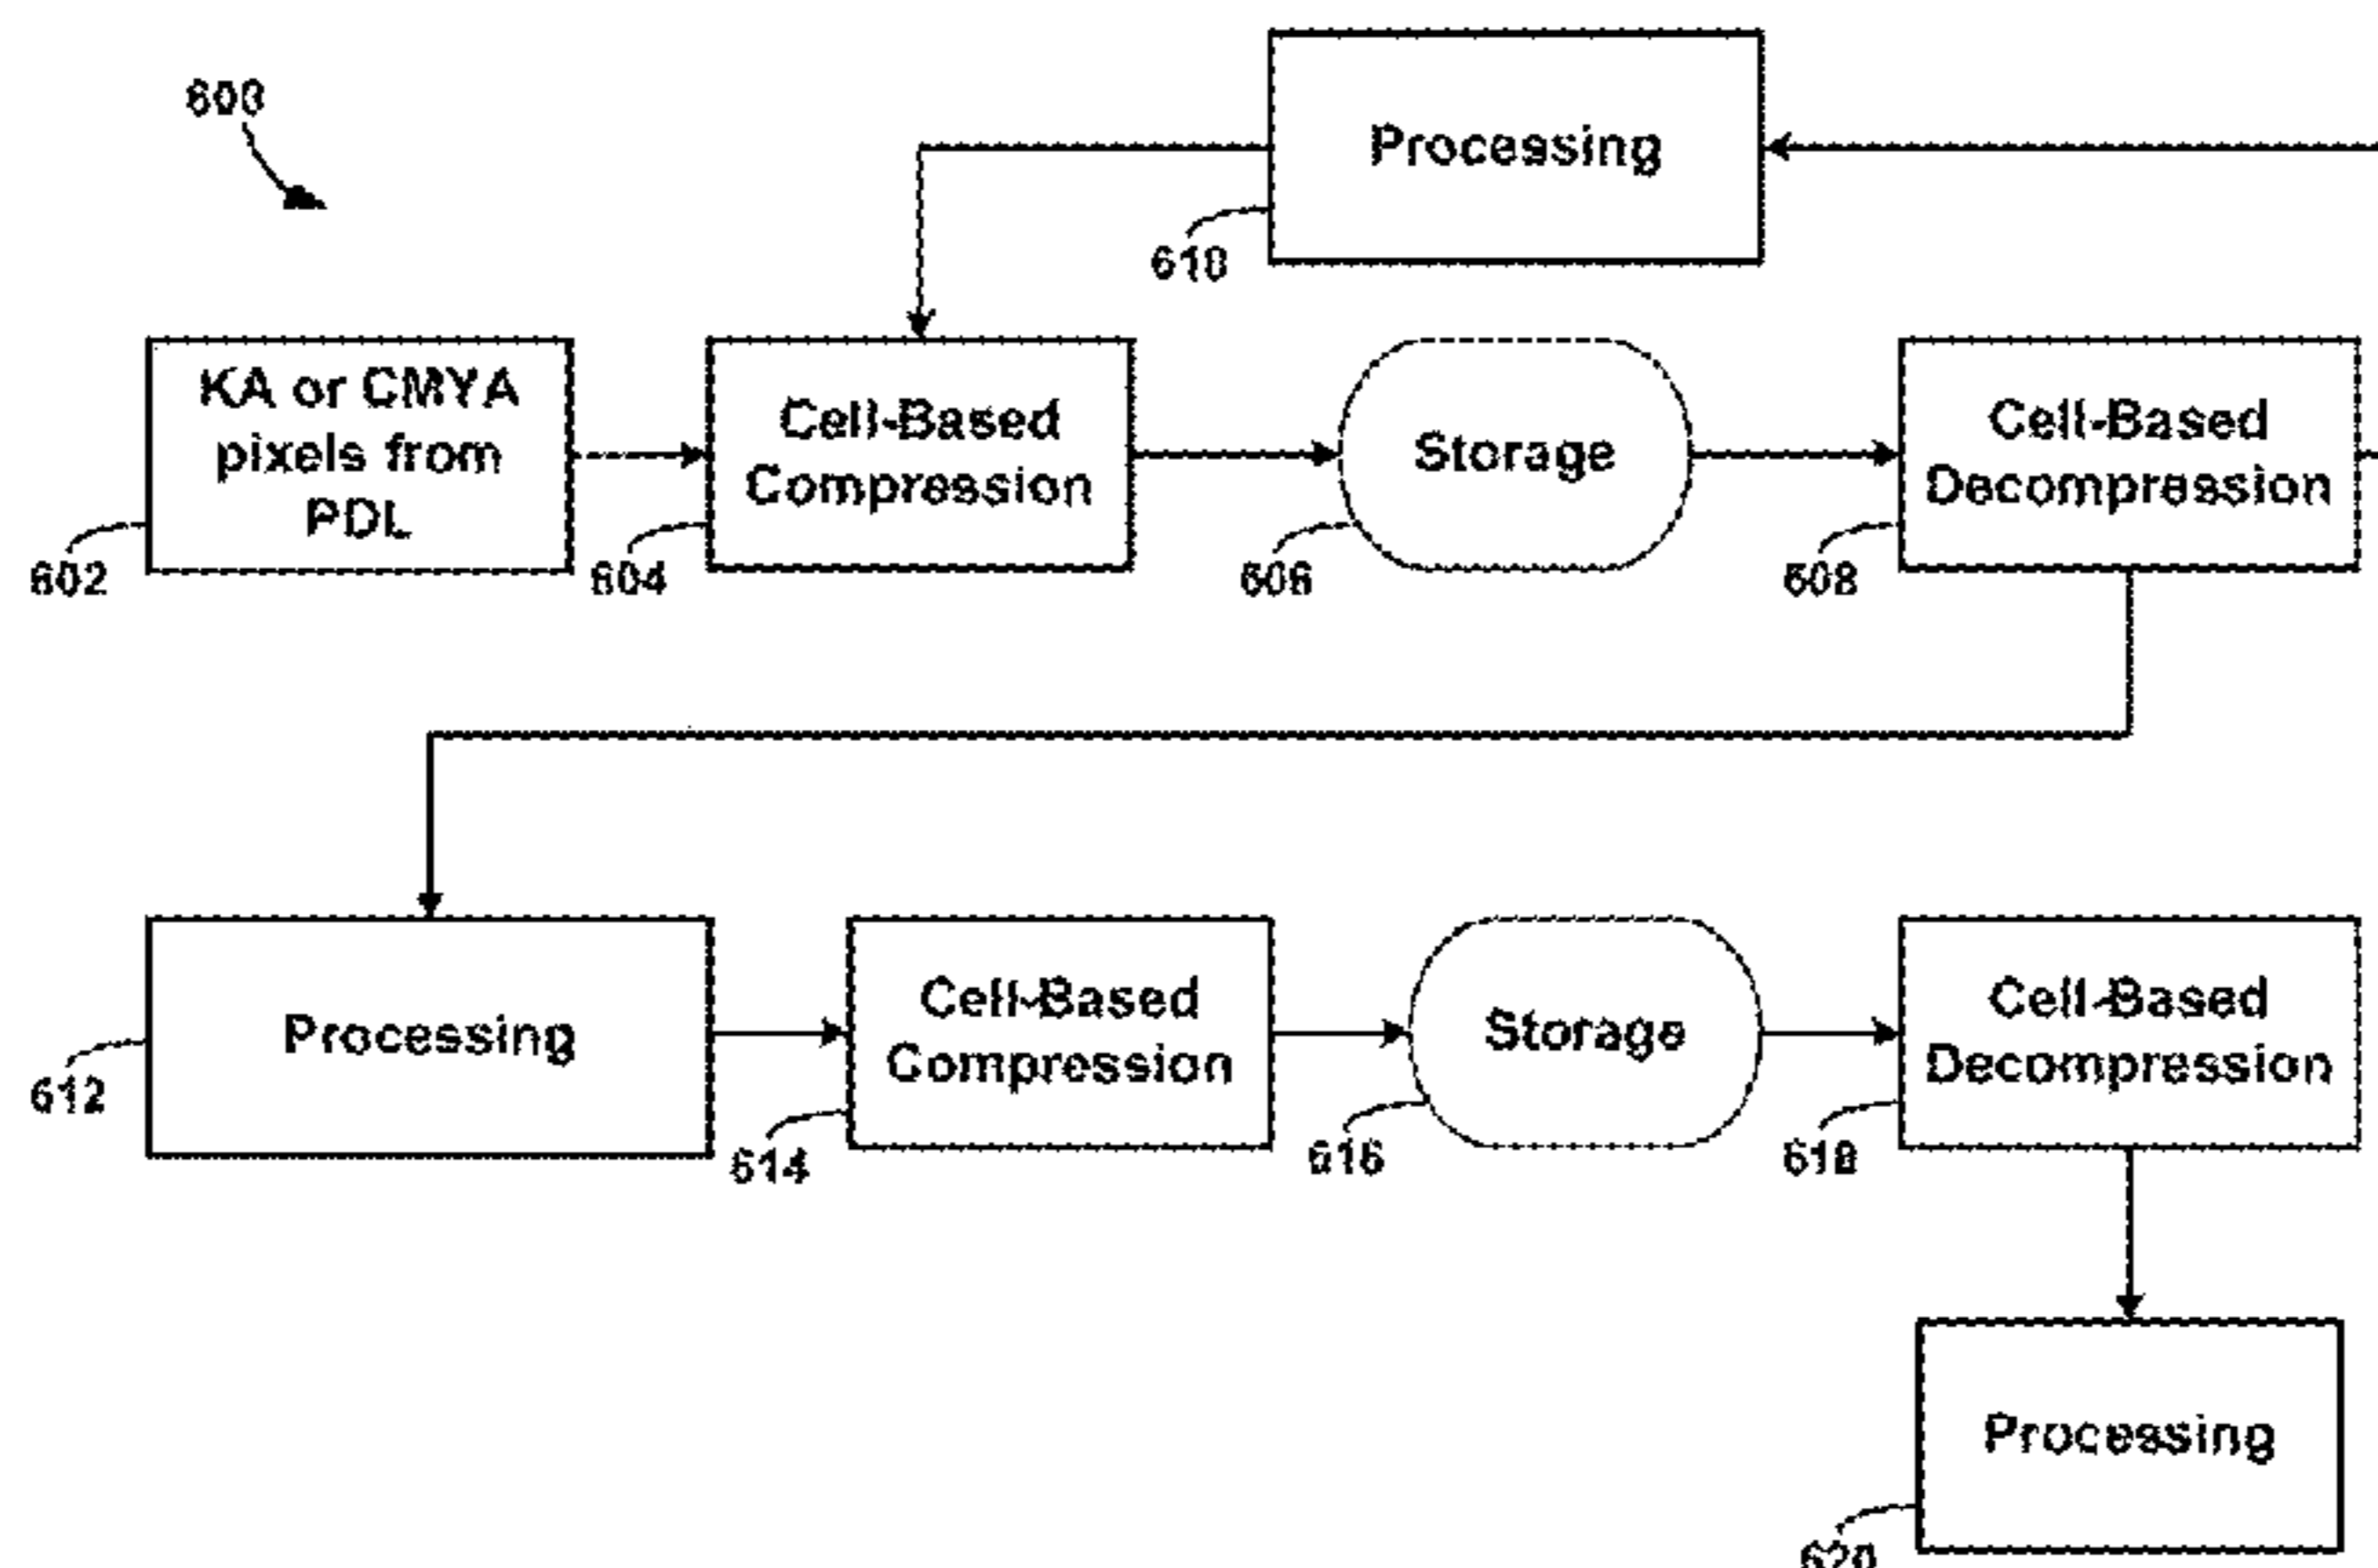 600
Processing
610
KA or CMYA
pixels from
PDL
602
Cell-Based
Compression
604
Storage
606
Cell-Based
Decompression
608
Processing
612
Cell-Based
Compression
614
Storage
616
Cell-Based
Decompression
618
Processing
620